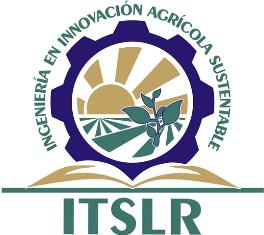 INGENIERÍA EN INNOVACIÓN AGRÍCOLA SUSTENTABLE
ITSLR